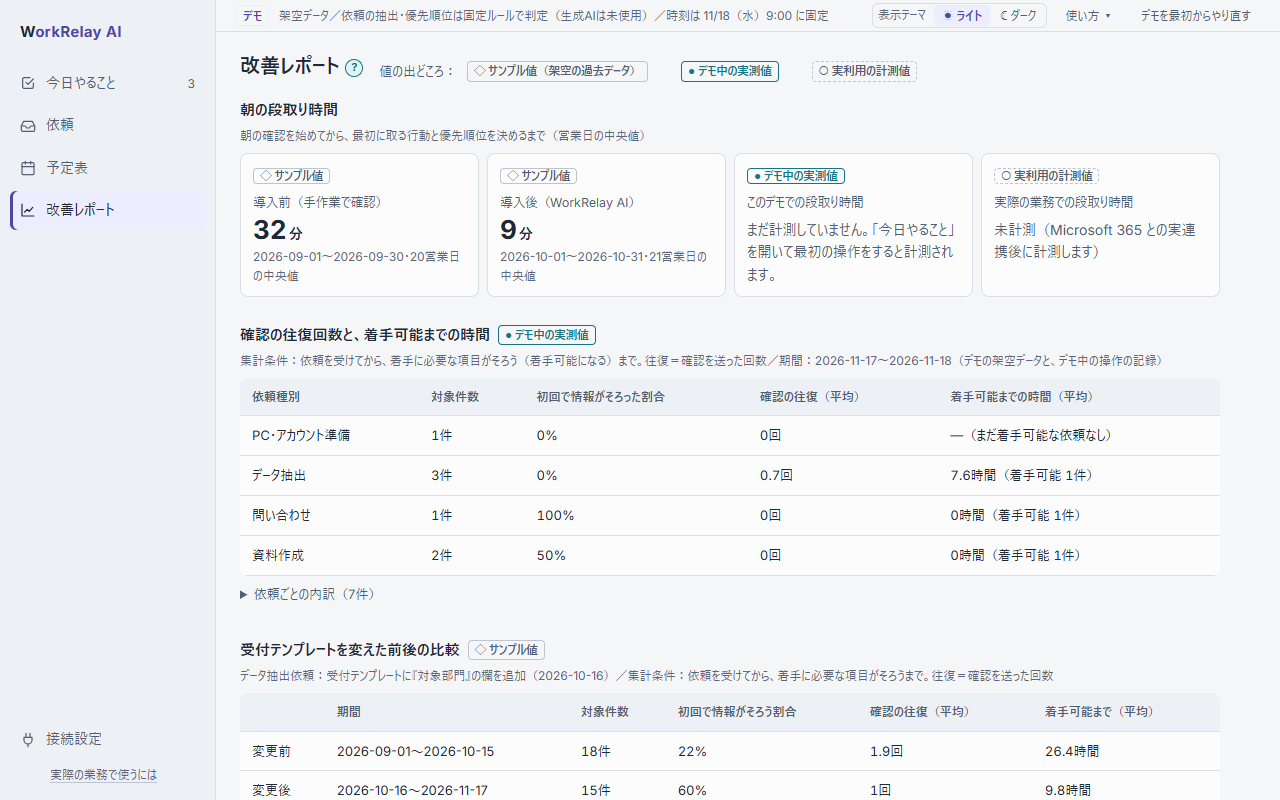 WorkRelay AI
今日やること 3
依頼
予定表
改善レポート
接続設定
実際の業務で使うには
デモ 架空データ／依頼の抽出・優先順位は固定ルールで判定（生成AIは未使用）／時刻は 11/18（水）9:00 に固定
表示テーマ ライト ダーク 使い方 ▼ デモを最初からやり直す
改善レポート ? 値の出どころ： ◇サンプル値（架空の過去データ） ●デモ中の実測値 ○実利用の計測値
朝の段取り時間
朝の確認を始めてから、最初に取る行動と優先順位を決めるまで（営業日の中央値）
◇サンプル値
導入前（手作業で確認）
32分
2026-09-01〜2026-09-30・20営業日
の中央値
◇サンプル値
導入後（WorkRelay AI）
9分
2026-10-01〜2026-10-31・21営業日の
中央値
●デモ中の実測値
このデモでの段取り時間
まだ計測していません。「今日やること」
を開いて最初の操作をすると計測され
ます。
○実利用の計測値
実際の業務での段取り時間
未計測（Microsoft 365 との実連
携後に計測します）
確認の往復回数と、着手可能までの時間 ●デモ中の実測値
集計条件：依頼を受けてから、着手に必要な項目がそろう（着手可能になる）まで。往復＝確認を送った回数／期間：2026-11-17〜2026-11-18（デモの架空データと、デモ中の操作の記録）
依頼種別 対象件数 初回で情報がそろった割合 確認の往復（平均） 着手可能までの時間（平均）
PC・アカウント準備 1件 0% 0回 —（まだ着手可能な依頼なし）
データ抽出 3件 0% 0.7回 7.6時間（着手可能 1件）
問い合わせ 1件 100% 0回 0時間（着手可能 1件）
資料作成 2件 50% 0回 0時間（着手可能 1件）
▶ 依頼ごとの内訳（7件）
受付テンプレートを変えた前後の比較 ◇サンプル値
データ抽出依頼：受付テンプレートに『対象部門』の欄を追加（2026-10-16）／集計条件：依頼を受けてから、着手に必要な項目がそろうまで。往復＝確認を送った回数
期間 対象件数 初回で情報がそろう割合 確認の往復（平均） 着手可能まで（平均）
変更前 2026-09-01〜2026-10-15 18件 22% 1.9回 26.4時間
変更後 2026-10-16〜2026-11-17 15件 60% 1回 9.8時間